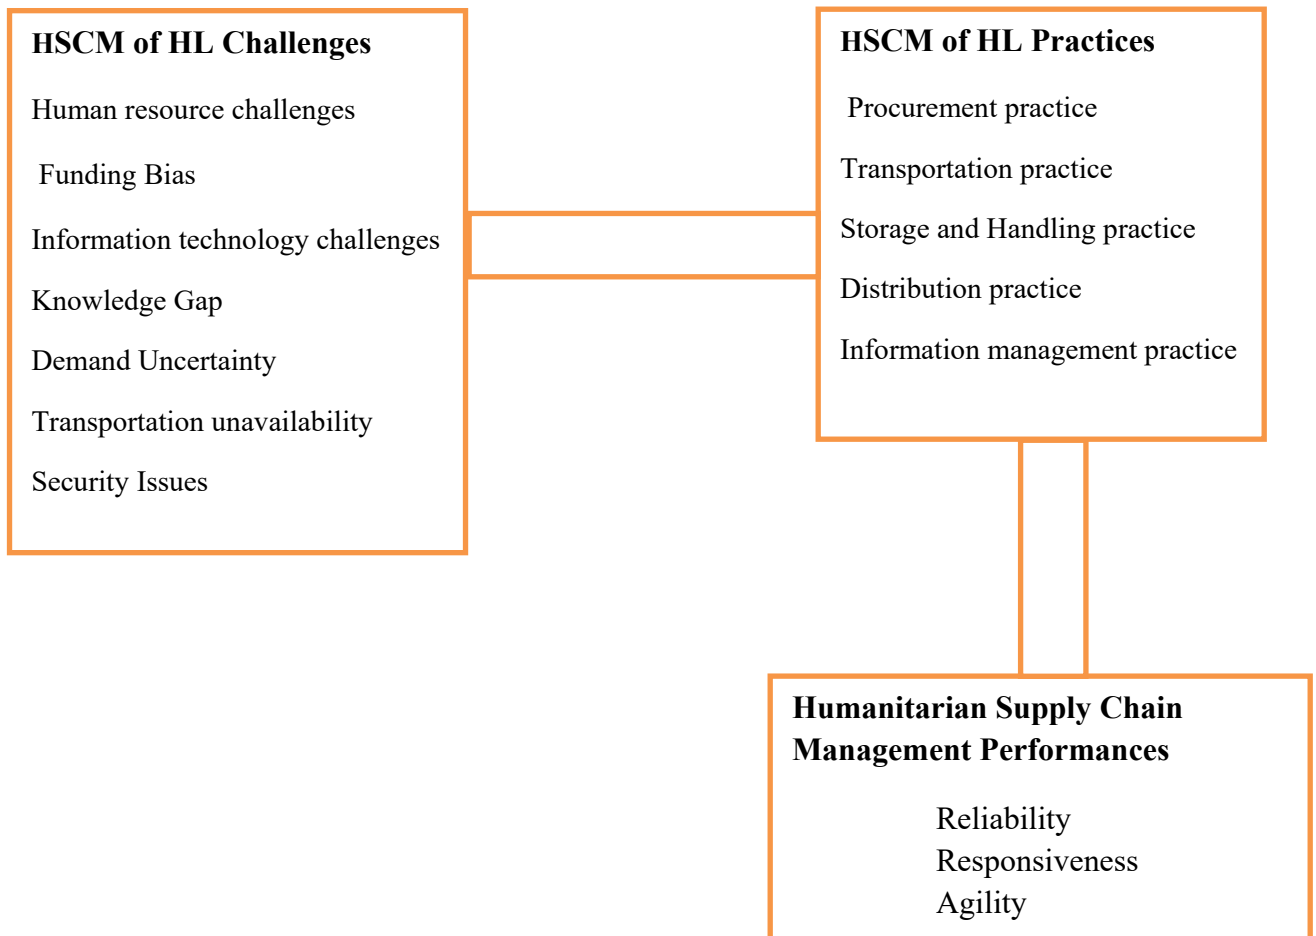 HSCM of HL Challenges
Human resource challenges
Funding Bias
Information technology challenges
Knowledge Gap
Demand Uncertainty
Transportation unavailability
Security Issues
HSCM of HL Practices
Procurement practice
Transportation practice
Storage and Handling practice
Distribution practice
Information management practice
Humanitarian Supply Chain
Management Performances
Reliability
Responsiveness
Agility